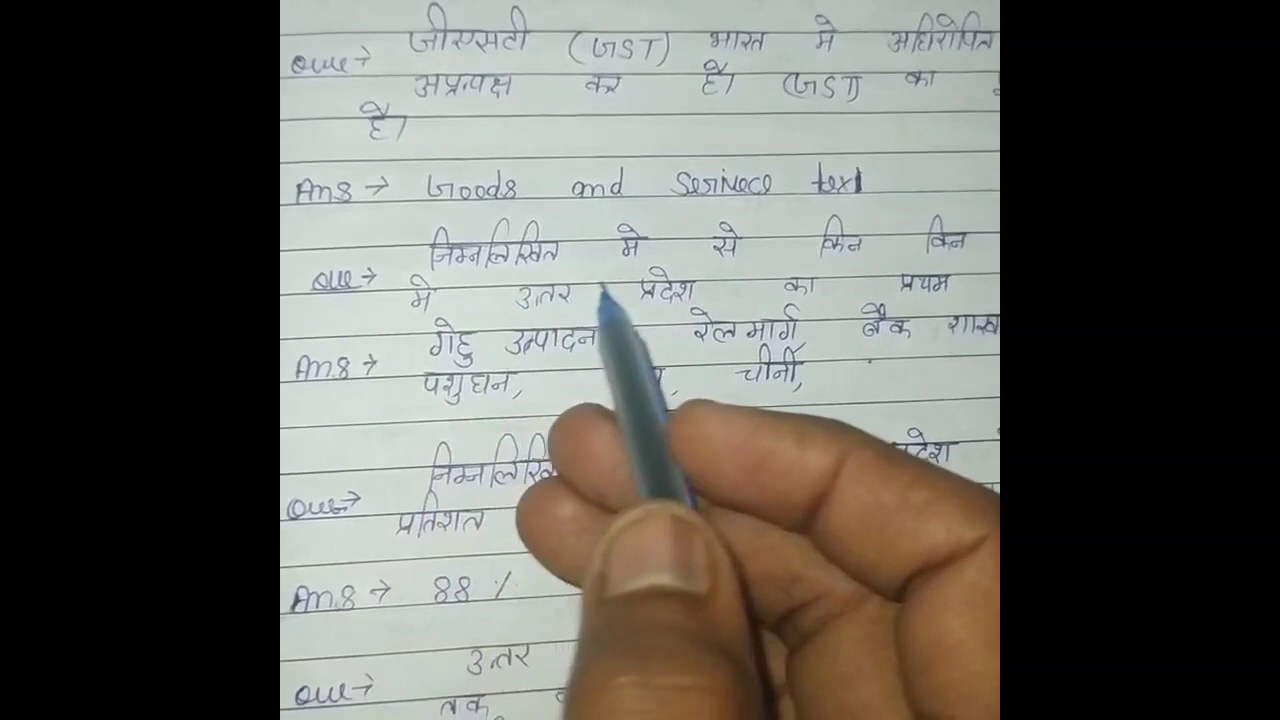 Que→ जीएसटी (GST) भारत मे अधिरोपित
अप्रत्यक्ष कर है। (GST) का
है।
Ans → Goods and Serivece text
Que→ निम्नलिखित मे से किन किन
मे उत्तर प्रदेश का प्रथम
Ans → गेहु उत्पादन रेलमार्ग बैंक
पशुधन, चीनीं,
Que→ प्रदेश
प्रतिशत
Ans → 88 %
Que→ उत्तर
तक